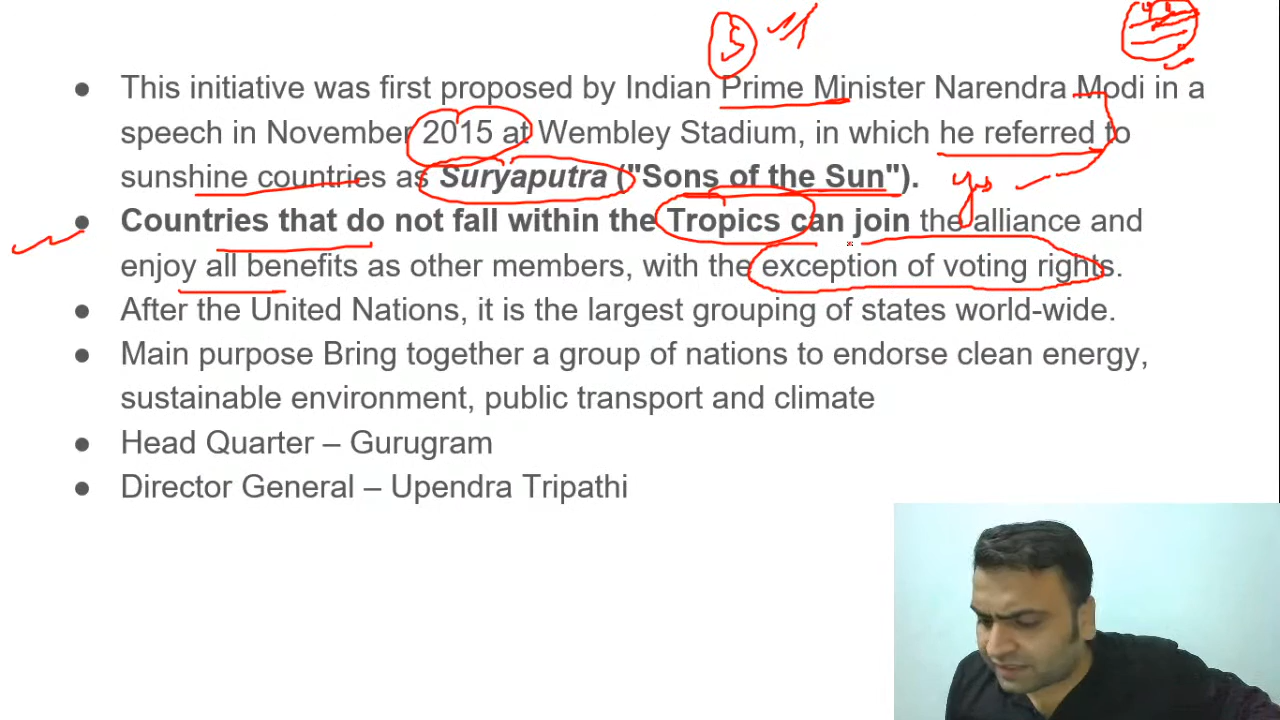 5
yes
● This initiative was first proposed by Indian Prime Minister Narendra Modi in a
speech in November 2015 at Wembley Stadium, in which he referred to
sunshine countries as Suryaputra ("Sons of the Sun").
● Countries that do not fall within the Tropics can join the alliance and
enjoy all benefits as other members, with the exception of voting rights.
● After the United Nations, it is the largest grouping of states world-wide.
● Main purpose Bring together a group of nations to endorse clean energy,
sustainable environment, public transport and climate
● Head Quarter – Gurugram
● Director General – Upendra Tripathi